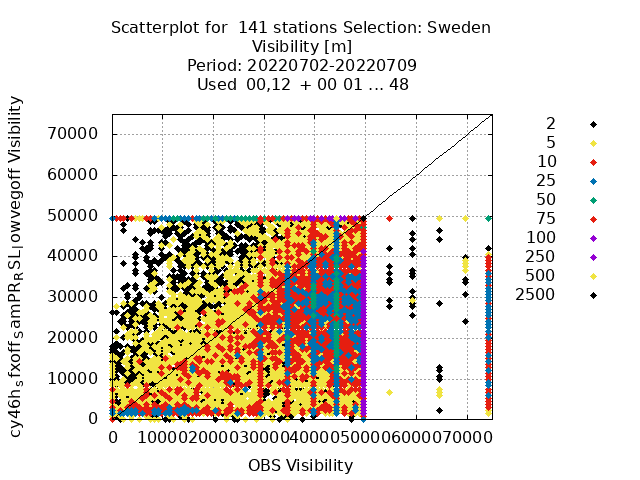 Scatterplot for 141 stations Selection: Sweden
Visibility [m]
Period: 20220702-20220709
Used 00,12 + 00 01 ... 48
cy46h_sfxoff_samPR_RSL_lowvegoff Visibility
70000
60000
50000
40000
30000
20000
10000
0
0 10000 20000 30000 40000 50000 60000 70000
OBS Visibility
2
5
10
25
50
75
100
250
500
2500